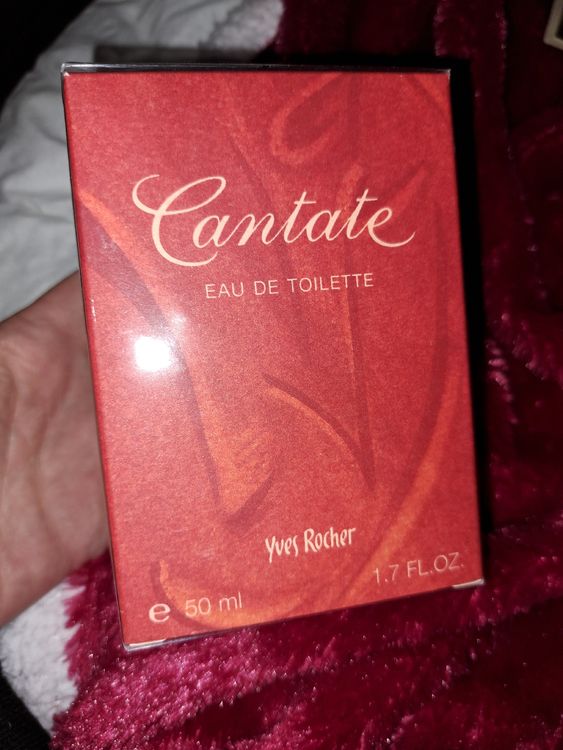 Cantate
EAU DE TOILETTE
Yves Rocher
1.7 FL.OZ.
℮ 50 ml